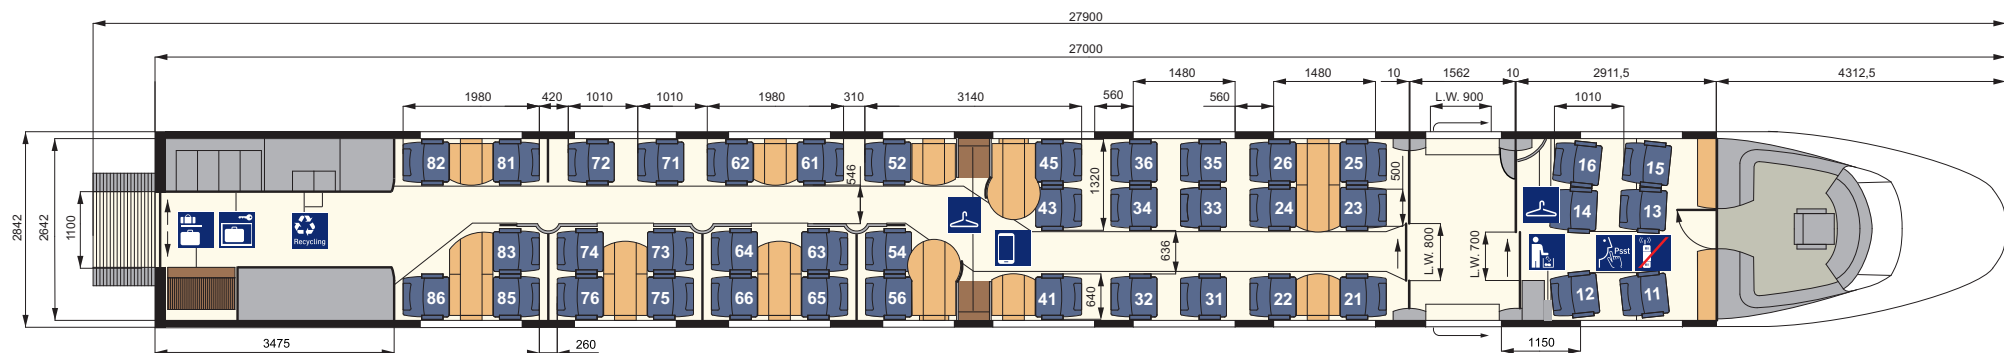 27900
27000
1480 1480 10 1562 10 2911,5 4312,5
1980 420 1010 1010 1980 310 3140 560 560 L.W. 900 1010
82 81 72 71 62 61 52 45 36 35 26 25 16 15
546 1320 500
43 34 33 24 23 14 13
2842 2642 1100
Recycling
83 74 73 64 63 54
636 L.W. 800 L.W. 700
Psst
86 85 76 75 66 65 56 41 32 31 22 21 12 11
640
3475 260 1150